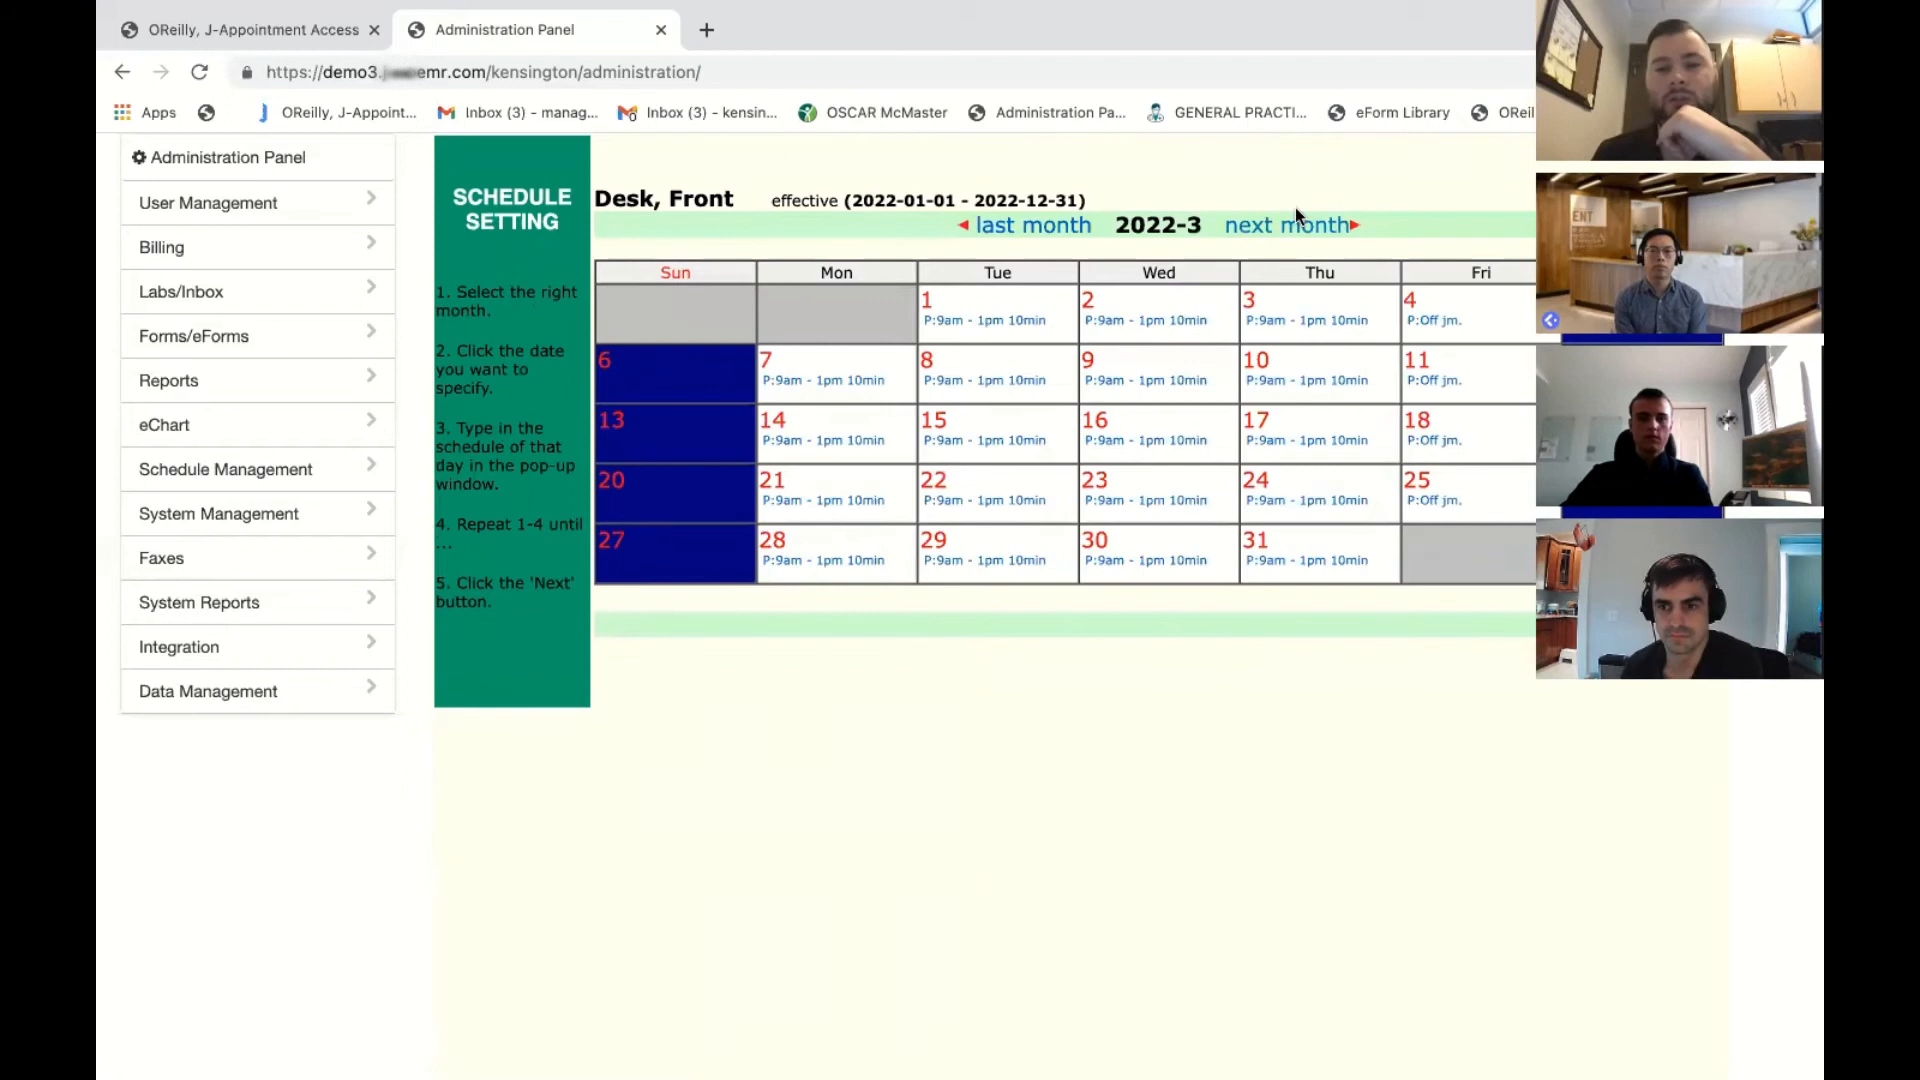 OReilly, J-Appointment Access
Administration Panel
https://demo3. emr.com/kensington/administration/
Apps
OReilly, J-Appoint...
Inbox (3) - manag...
Inbox (3) - kensin...
OSCAR McMaster
Administration Pa...
GENERAL PRACTI...
eForm Library
OReil
Administration Panel
User Management
Billing
Labs/Inbox
Forms/eForms
Reports
eChart
Schedule Management
System Management
Faxes
System Reports
Integration
Data Management
SCHEDULE
SETTING
1. Select the right
month.
2. Click the date
you want to
specify.
3. Type in the
schedule of that
day in the pop-up
window.
4. Repeat 1-4 until
...
5. Click the 'Next'
button.
Desk, Front effective (2022-01-01 - 2022-12-31)
last month 2022-3 next month
Sun Mon Tue Wed Thu Fri
1 2 3 4
P:9am - 1pm 10min P:9am - 1pm 10min P:9am - 1pm 10min P:Off jm.
6 7 8 9 10 11
P:9am - 1pm 10min P:9am - 1pm 10min P:9am - 1pm 10min P:9am - 1pm 10min P:Off jm.
13 14 15 16 17 18
P:9am - 1pm 10min P:9am - 1pm 10min P:9am - 1pm 10min P:9am - 1pm 10min P:Off jm.
20 21 22 23 24 25
P:9am - 1pm 10min P:9am - 1pm 10min P:9am - 1pm 10min P:9am - 1pm 10min P:Off jm.
27 28 29 30 31
P:9am - 1pm 10min P:9am - 1pm 10min P:9am - 1pm 10min P:9am - 1pm 10min
ENT